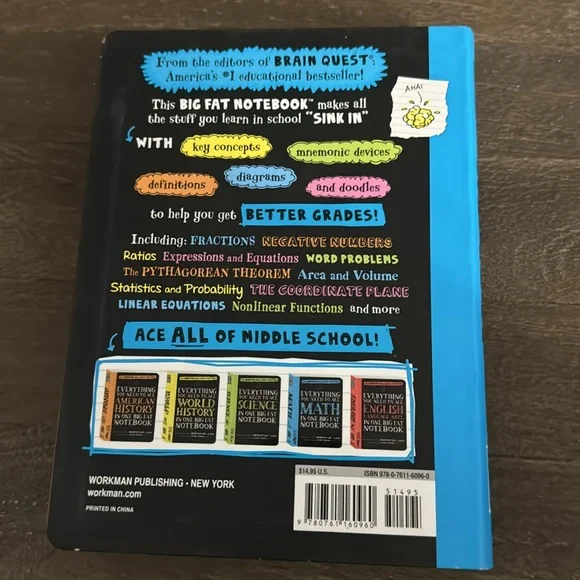 From the editors of BRAIN QUEST®,
America's #1 educational bestseller!
AHA!
This BIG FAT NOTEBOOK™ makes all
the stuff you learn in school "SINK IN"
WITH key concepts mnemonic devices
definitions diagrams and doodles
to help you get BETTER GRADES!
Including: FRACTIONS NEGATIVE NUMBERS
Ratios Expressions and Equations WORD PROBLEMS
The PYTHAGOREAN THEOREM Area and Volume
Statistics and Probability THE COORDINATE PLANE
LINEAR EQUATIONS Nonlinear Functions and more
ACE ALL OF MIDDLE SCHOOL!
EVERYTHING YOU NEED TO ACE AMERICAN HISTORY IN ONE BIG FAT NOTEBOOK
EVERYTHING YOU NEED TO ACE WORLD HISTORY IN ONE BIG FAT NOTEBOOK
EVERYTHING YOU NEED TO ACE SCIENCE IN ONE BIG FAT NOTEBOOK
EVERYTHING YOU NEED TO ACE MATH IN ONE BIG FAT NOTEBOOK
EVERYTHING YOU NEED TO ACE ENGLISH LANGUAGE ARTS IN ONE BIG FAT NOTEBOOK
$14.95 U.S. ISBN 978-0-7611-6096-0
51495
9 780761 160960
WORKMAN PUBLISHING • NEW YORK
workman.com
PRINTED IN CHINA